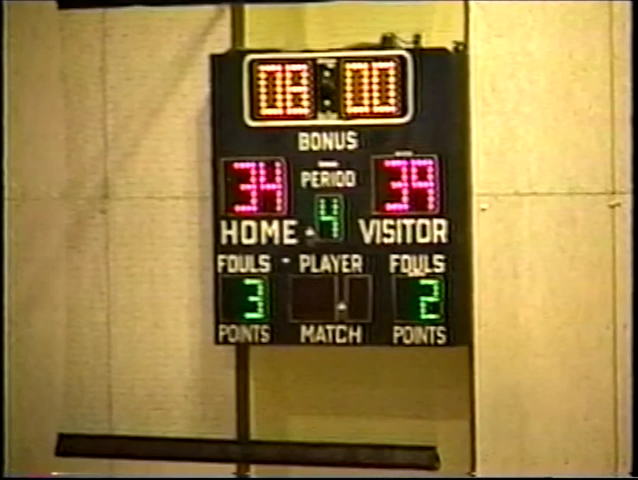 08:00
BONUS
34 PERIOD 39
4
HOME VISITOR
FOULS PLAYER FOULS
3 2
POINTS MATCH POINTS